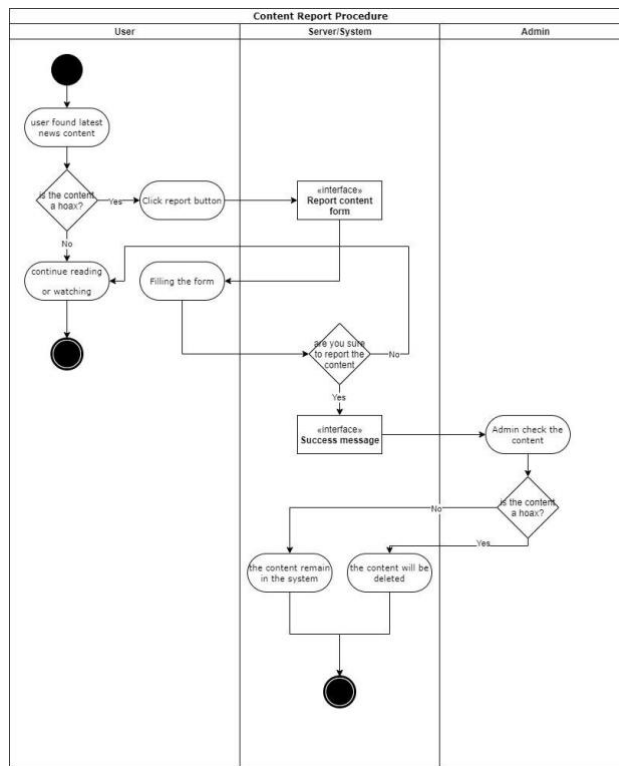 Content Report Procedure
User
Server/System
Admin
user found latest
news content
is the content
a hoax?
Yes
Click report button
«interface»
Report content
form
No
continue reading
or watching
Filling the form
are you sure
to report the
content
No
Yes
«interface»
Success message
Admin check the
content
is the content
a hoax?
No
Yes
the content remain
in the system
the content will be
deleted